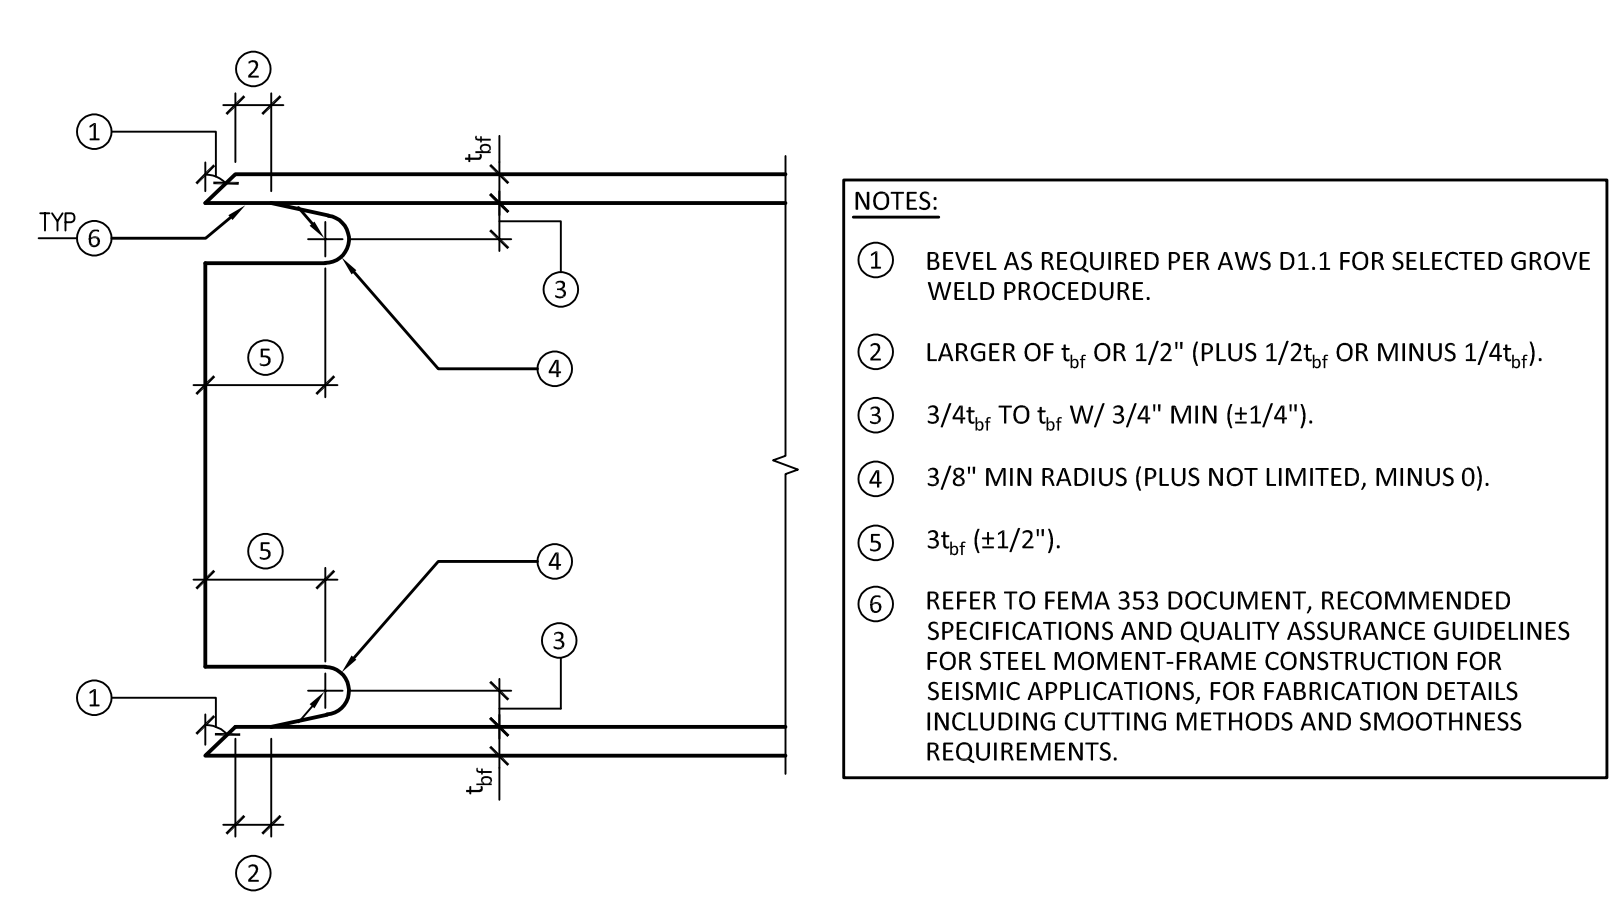 2
1
t_bf
TYP
6
3
5
4
5
4
3
1
t_bf
2
NOTES:
1 BEVEL AS REQUIRED PER AWS D1.1 FOR SELECTED GROVE
WELD PROCEDURE.
2 LARGER OF t_bf OR 1/2" (PLUS 1/2t_bf OR MINUS 1/4t_bf).
3 3/4t_bf TO t_bf W/ 3/4" MIN (±1/4").
4 3/8" MIN RADIUS (PLUS NOT LIMITED, MINUS 0).
5 3t_bf (±1/2").
6 REFER TO FEMA 353 DOCUMENT, RECOMMENDED
SPECIFICATIONS AND QUALITY ASSURANCE GUIDELINES
FOR STEEL MOMENT-FRAME CONSTRUCTION FOR
SEISMIC APPLICATIONS, FOR FABRICATION DETAILS
INCLUDING CUTTING METHODS AND SMOOTHNESS
REQUIREMENTS.